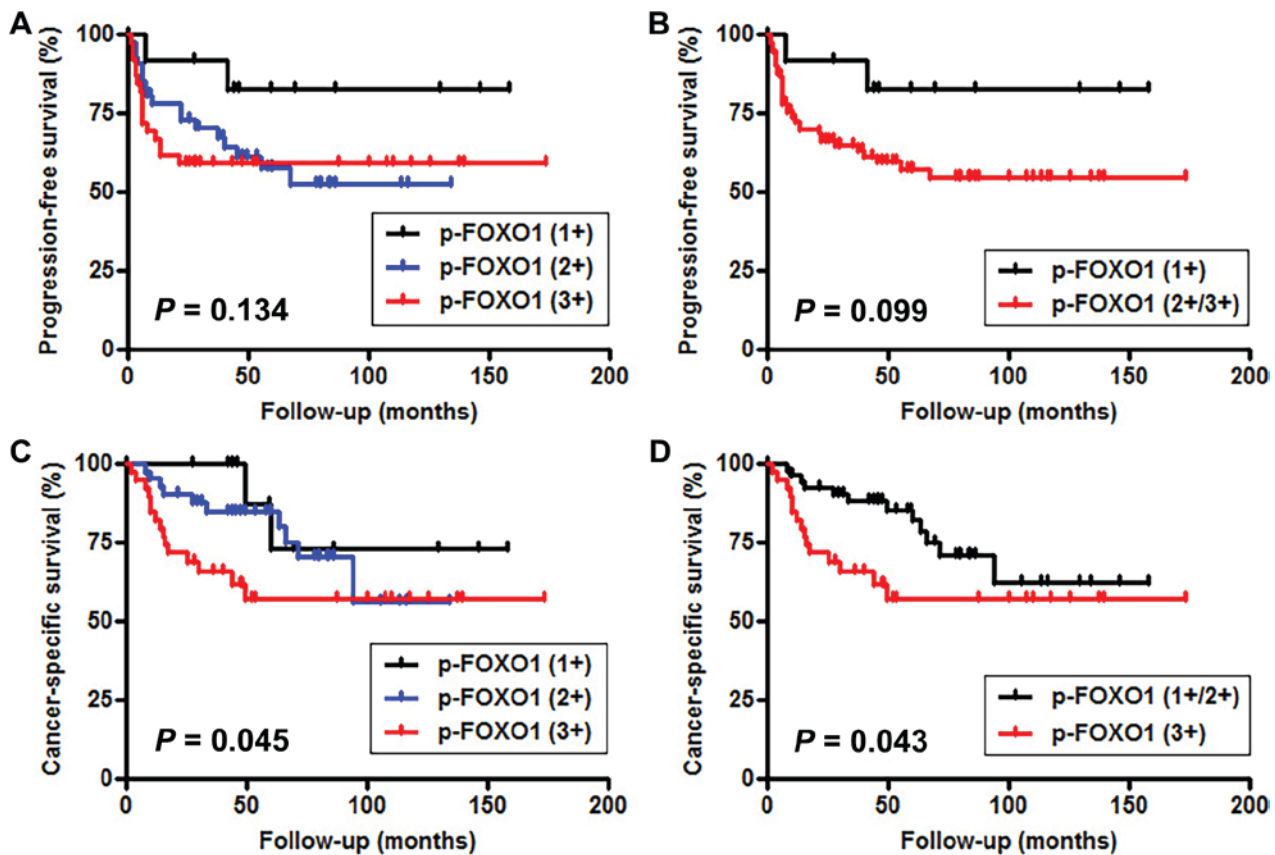 A
Progression-free survival (%)
100
75
50
25
0
p-FOXO1 (1+)
p-FOXO1 (2+)
p-FOXO1 (3+)
P = 0.134
0 50 100 150 200
Follow-up (months)
B
Progression-free survival (%)
100
75
50
25
0
p-FOXO1 (1+)
p-FOXO1 (2+/3+)
P = 0.099
0 50 100 150 200
Follow-up (months)
C
Cancer-specific survival (%)
100
75
50
25
0
p-FOXO1 (1+)
p-FOXO1 (2+)
p-FOXO1 (3+)
P = 0.045
0 50 100 150 200
Follow-up (months)
D
Cancer-specific survival (%)
100
75
50
25
0
p-FOXO1 (1+/2+)
p-FOXO1 (3+)
P = 0.043
0 50 100 150 200
Follow-up (months)